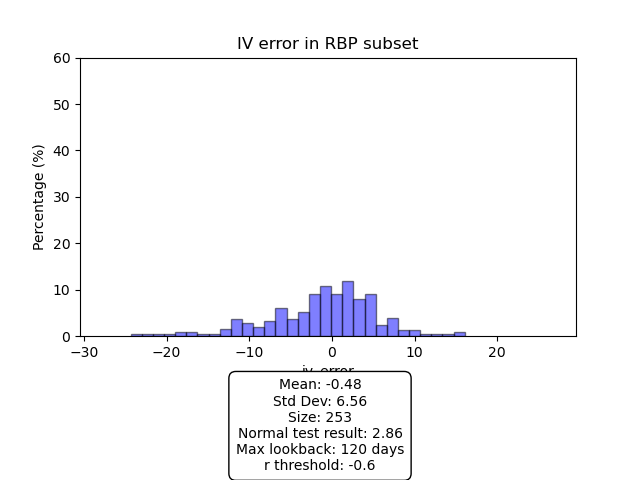 IV error in RBP subset
60
50
40
30
20
10
0
Percentage (%)
−30 −20 −10 0 10 20
iv_error
Mean: -0.48
Std Dev: 6.56
Size: 253
Normal test result: 2.86
Max lookback: 120 days
r threshold: -0.6